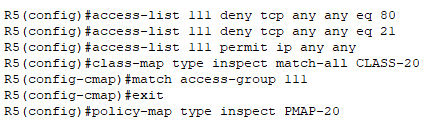 R5(config)#access-list 111 deny tcp any any eq 80
R5(config)#access-list 111 deny tcp any any eq 21
R5(config)#access-list 111 permit ip any any
R5(config)#class-map type inspect match-all CLASS-20
R5(config-cmap)#match access-group 111
R5(config-cmap)#exit
R5(config)#policy-map type inspect PMAP-20